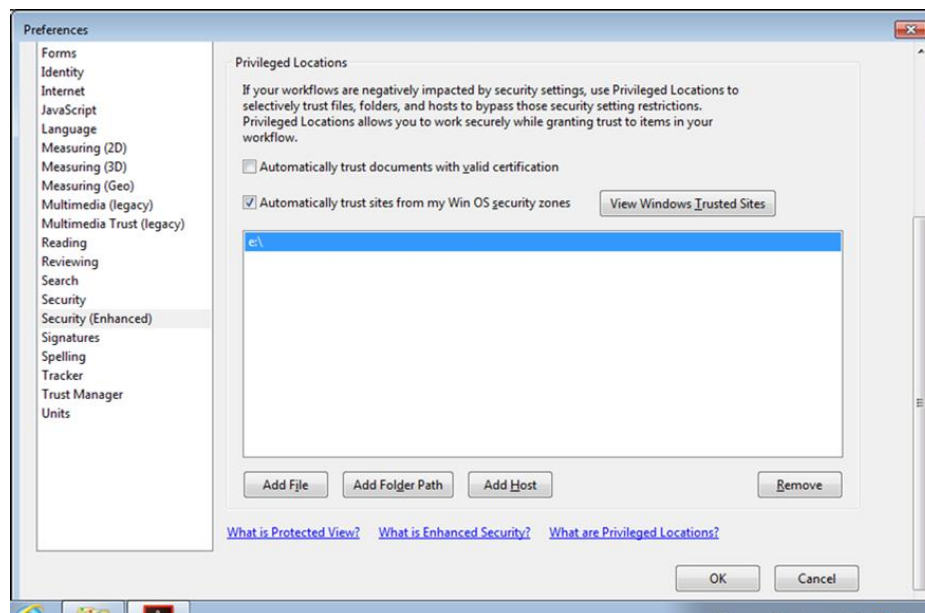 Preferences
Forms
Identity
Internet
JavaScript
Language
Measuring (2D)
Measuring (3D)
Measuring (Geo)
Multimedia (legacy)
Multimedia Trust (legacy)
Reading
Reviewing
Search
Security
Security (Enhanced)
Signatures
Spelling
Tracker
Trust Manager
Units
Privileged Locations
If your workflows are negatively impacted by security settings, use Privileged Locations to
selectively trust files, folders, and hosts to bypass those security setting restrictions.
Privileged Locations allows you to work securely while granting trust to items in your
workflow.
Automatically trust documents with valid certification
Automatically trust sites from my Win OS security zones
View Windows Trusted Sites
e:\
Add File
Add Folder Path
Add Host
Remove
What is Protected View?
What is Enhanced Security?
What are Privileged Locations?
OK
Cancel